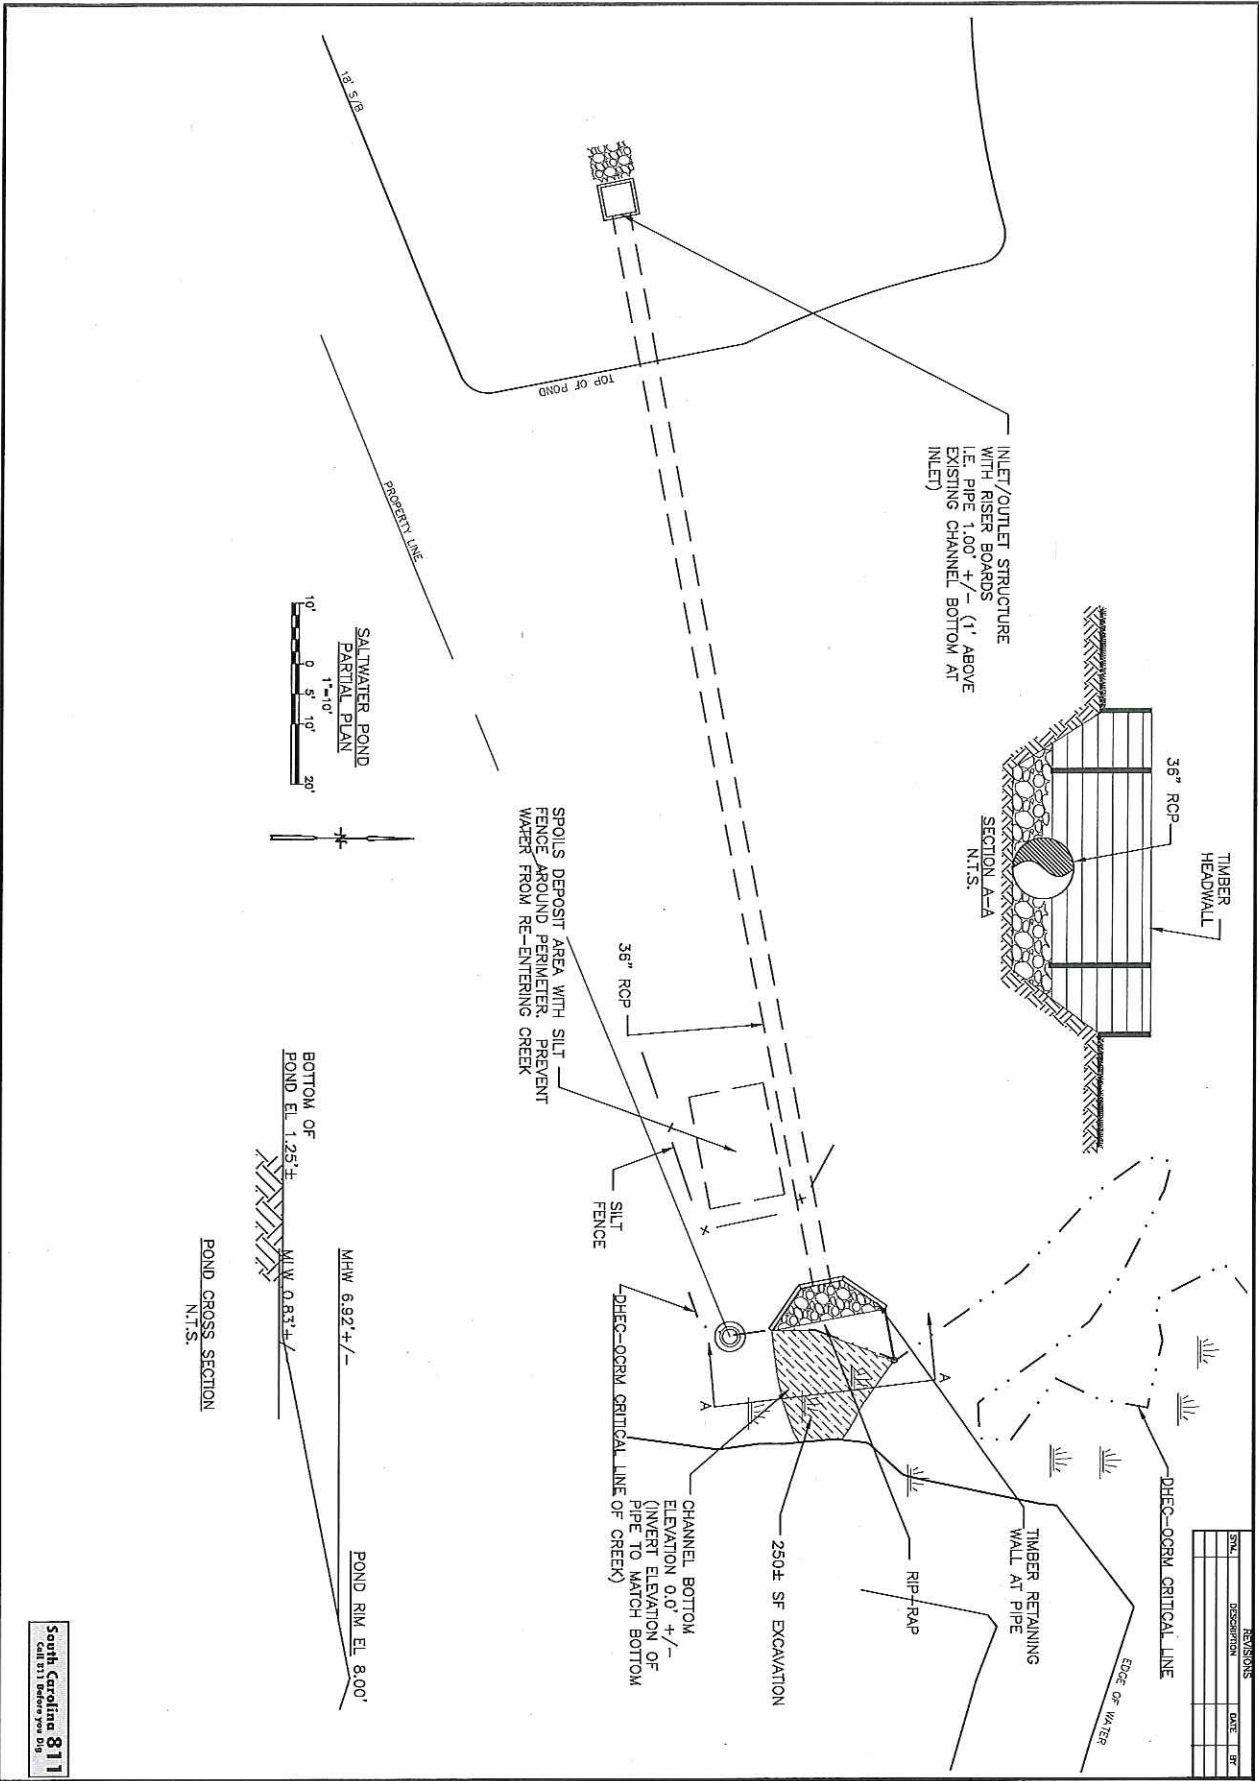 REVISIONS
SYM. DESCRIPTION DATE BY
TIMBER
HEADWALL
36" RCP
SECTION A-A
N.T.S.
INLET/OUTLET STRUCTURE
WITH RISER BOARDS
I.E. PIPE 1.00' +/- (1' ABOVE
EXISTING CHANNEL BOTTOM AT
INLET)
DHEC-OCRM CRITICAL LINE
EDGE OF WATER
TIMBER RETAINING
WALL AT PIPE
RIP-RAP
250± SF EXCAVATION
CHANNEL BOTTOM
ELEVATION 0.0' +/-
(INVERT ELEVATION OF
PIPE TO MATCH BOTTOM
OF CREEK)
DHEC-OCRM CRITICAL LINE
A
A
SILT
FENCE
36" RCP
SPOILS DEPOSIT AREA WITH SILT
FENCE AROUND PERIMETER. PREVENT
WATER FROM RE-ENTERING CREEK
TOP OF POND
18' S/B
PROPERTY LINE
SALTWATER POND
PARTIAL PLAN
1"=10'
10' 0 5' 10' 20'
N
POND RIM EL 8.00'
MHW 6.92'+/-
MLW 0.83'+/-
BOTTOM OF
POND EL 1.25'±
POND CROSS SECTION
N.T.S.
South Carolina 811
Call 811 Before you Dig